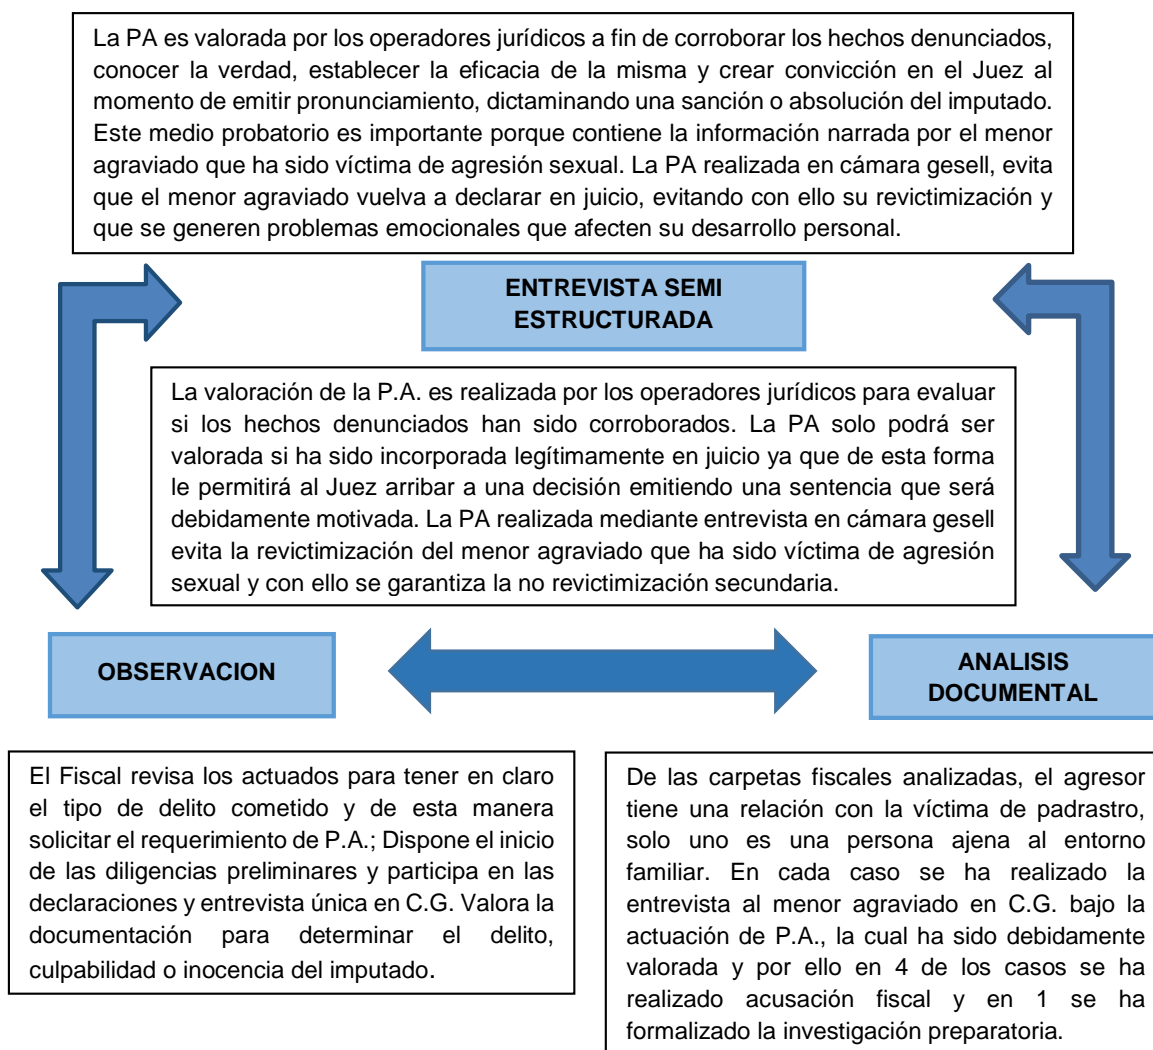 La PA es valorada por los operadores jurídicos a fin de corroborar los hechos denunciados,
conocer la verdad, establecer la eficacia de la misma y crear convicción en el Juez al
momento de emitir pronunciamiento, dictaminando una sanción o absolución del imputado.
Este medio probatorio es importante porque contiene la información narrada por el menor
agraviado que ha sido víctima de agresión sexual. La PA realizada en cámara gesell, evita
que el menor agraviado vuelva a declarar en juicio, evitando con ello su revictimización y
que se generen problemas emocionales que afecten su desarrollo personal.
ENTREVISTA SEMI
ESTRUCTURADA
La valoración de la P.A. es realizada por los operadores jurídicos para evaluar
si los hechos denunciados han sido corroborados. La PA solo podrá ser
valorada si ha sido incorporada legítimamente en juicio ya que de esta forma
le permitirá al Juez arribar a una decisión emitiendo una sentencia que será
debidamente motivada. La PA realizada mediante entrevista en cámara gesell
evita la revictimización del menor agraviado que ha sido víctima de agresión
sexual y con ello se garantiza la no revictimización secundaria.
OBSERVACION
ANALISIS
DOCUMENTAL
El Fiscal revisa los actuados para tener en claro
el tipo de delito cometido y de esta manera
solicitar el requerimiento de P.A.; Dispone el inicio
de las diligencias preliminares y participa en las
declaraciones y entrevista única en C.G. Valora la
documentación para determinar el delito,
culpabilidad o inocencia del imputado.
De las carpetas fiscales analizadas, el agresor
tiene una relación con la víctima de padrastro,
solo uno es una persona ajena al entorno
familiar. En cada caso se ha realizado la
entrevista al menor agraviado en C.G. bajo la
actuación de P.A., la cual ha sido debidamente
valorada y por ello en 4 de los casos se ha
realizado acusación fiscal y en 1 se ha
formalizado la investigación preparatoria.